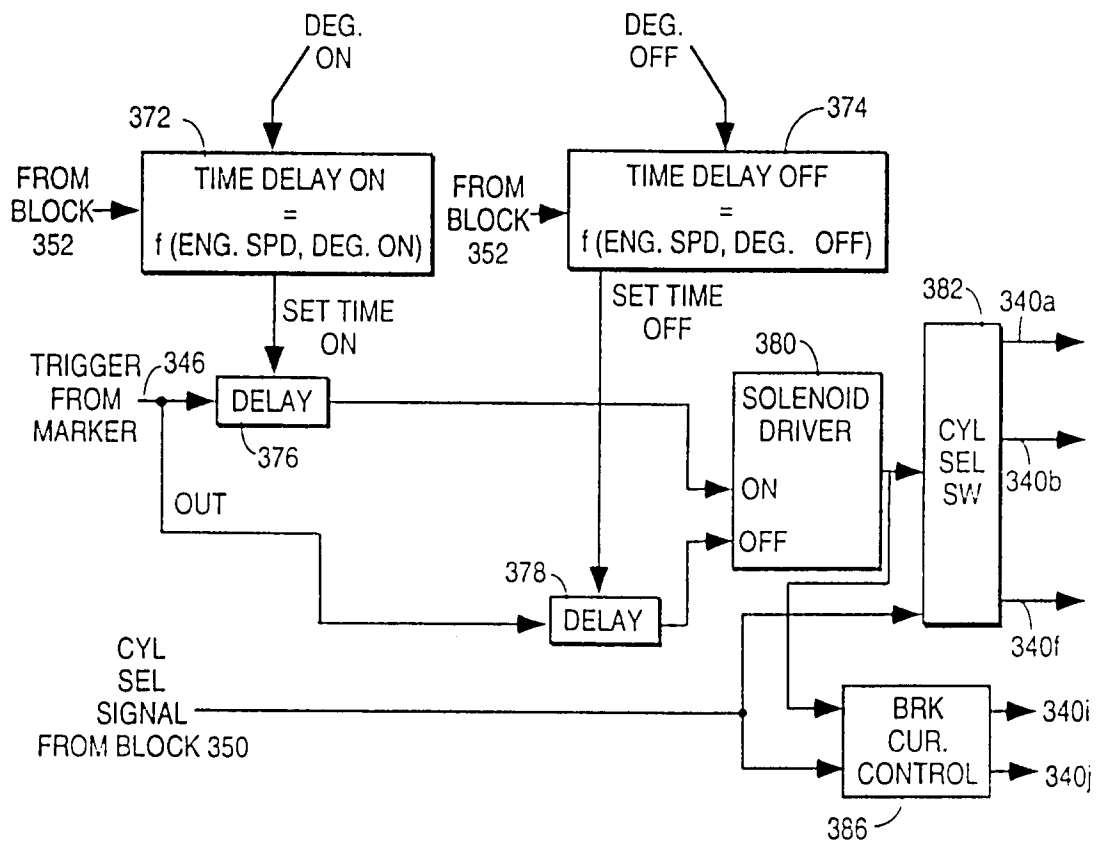 DEG.
ON
DEG.
OFF
372
374
FROM
BLOCK
352
TIME DELAY ON
=
f (ENG. SPD, DEG. ON)
FROM
BLOCK
352
TIME DELAY OFF
=
f (ENG. SPD, DEG. OFF)
SET TIME
ON
SET TIME
OFF
382
340a
TRIGGER
FROM
MARKER
346
DELAY
376
380
SOLENOID
DRIVER
ON
OFF
CYL
SEL
SW
340b
OUT
378
DELAY
340f
CYL
SEL
SIGNAL
FROM BLOCK 350
BRK
CUR.
CONTROL
340i
340j
386